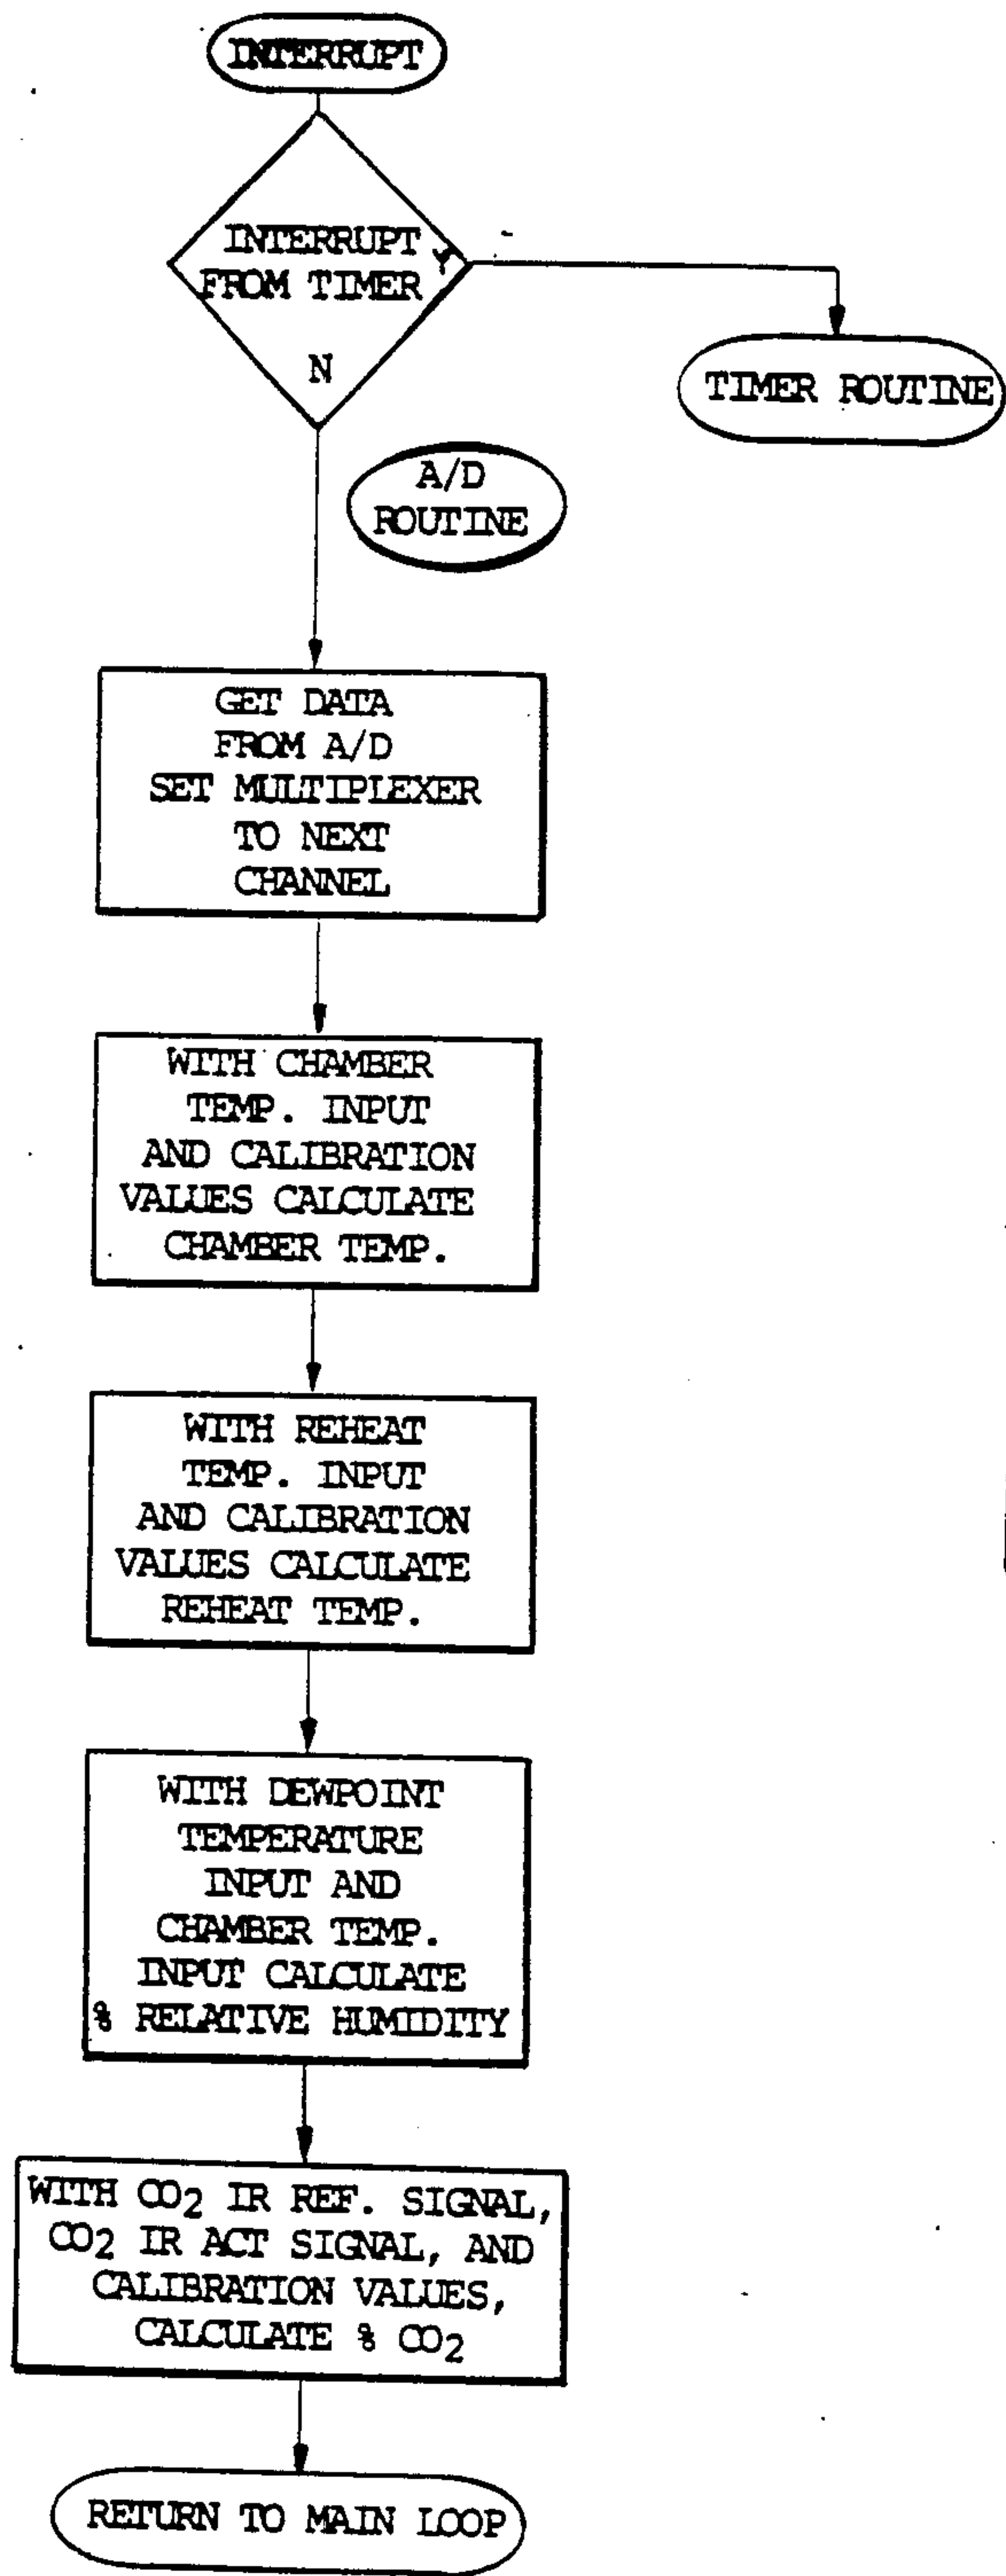 INTERRUPT
INTERRUPT Y
FROM TIMER
N
TIMER ROUTINE
A/D
ROUTINE
GET DATA
FROM A/D
SET MULTIPLEXER
TO NEXT
CHANNEL
WITH CHAMBER
TEMP. INPUT
AND CALIBRATION
VALUES CALCULATE
CHAMBER TEMP.
WITH REHEAT
TEMP. INPUT
AND CALIBRATION
VALUES CALCULATE
REHEAT TEMP.
WITH DEWPOINT
TEMPERATURE
INPUT AND
CHAMBER TEMP.
INPUT CALCULATE
% RELATIVE HUMIDITY
WITH CO2 IR REF. SIGNAL,
CO2 IR ACT SIGNAL, AND
CALIBRATION VALUES,
CALCULATE % CO2
RETURN TO MAIN LOOP